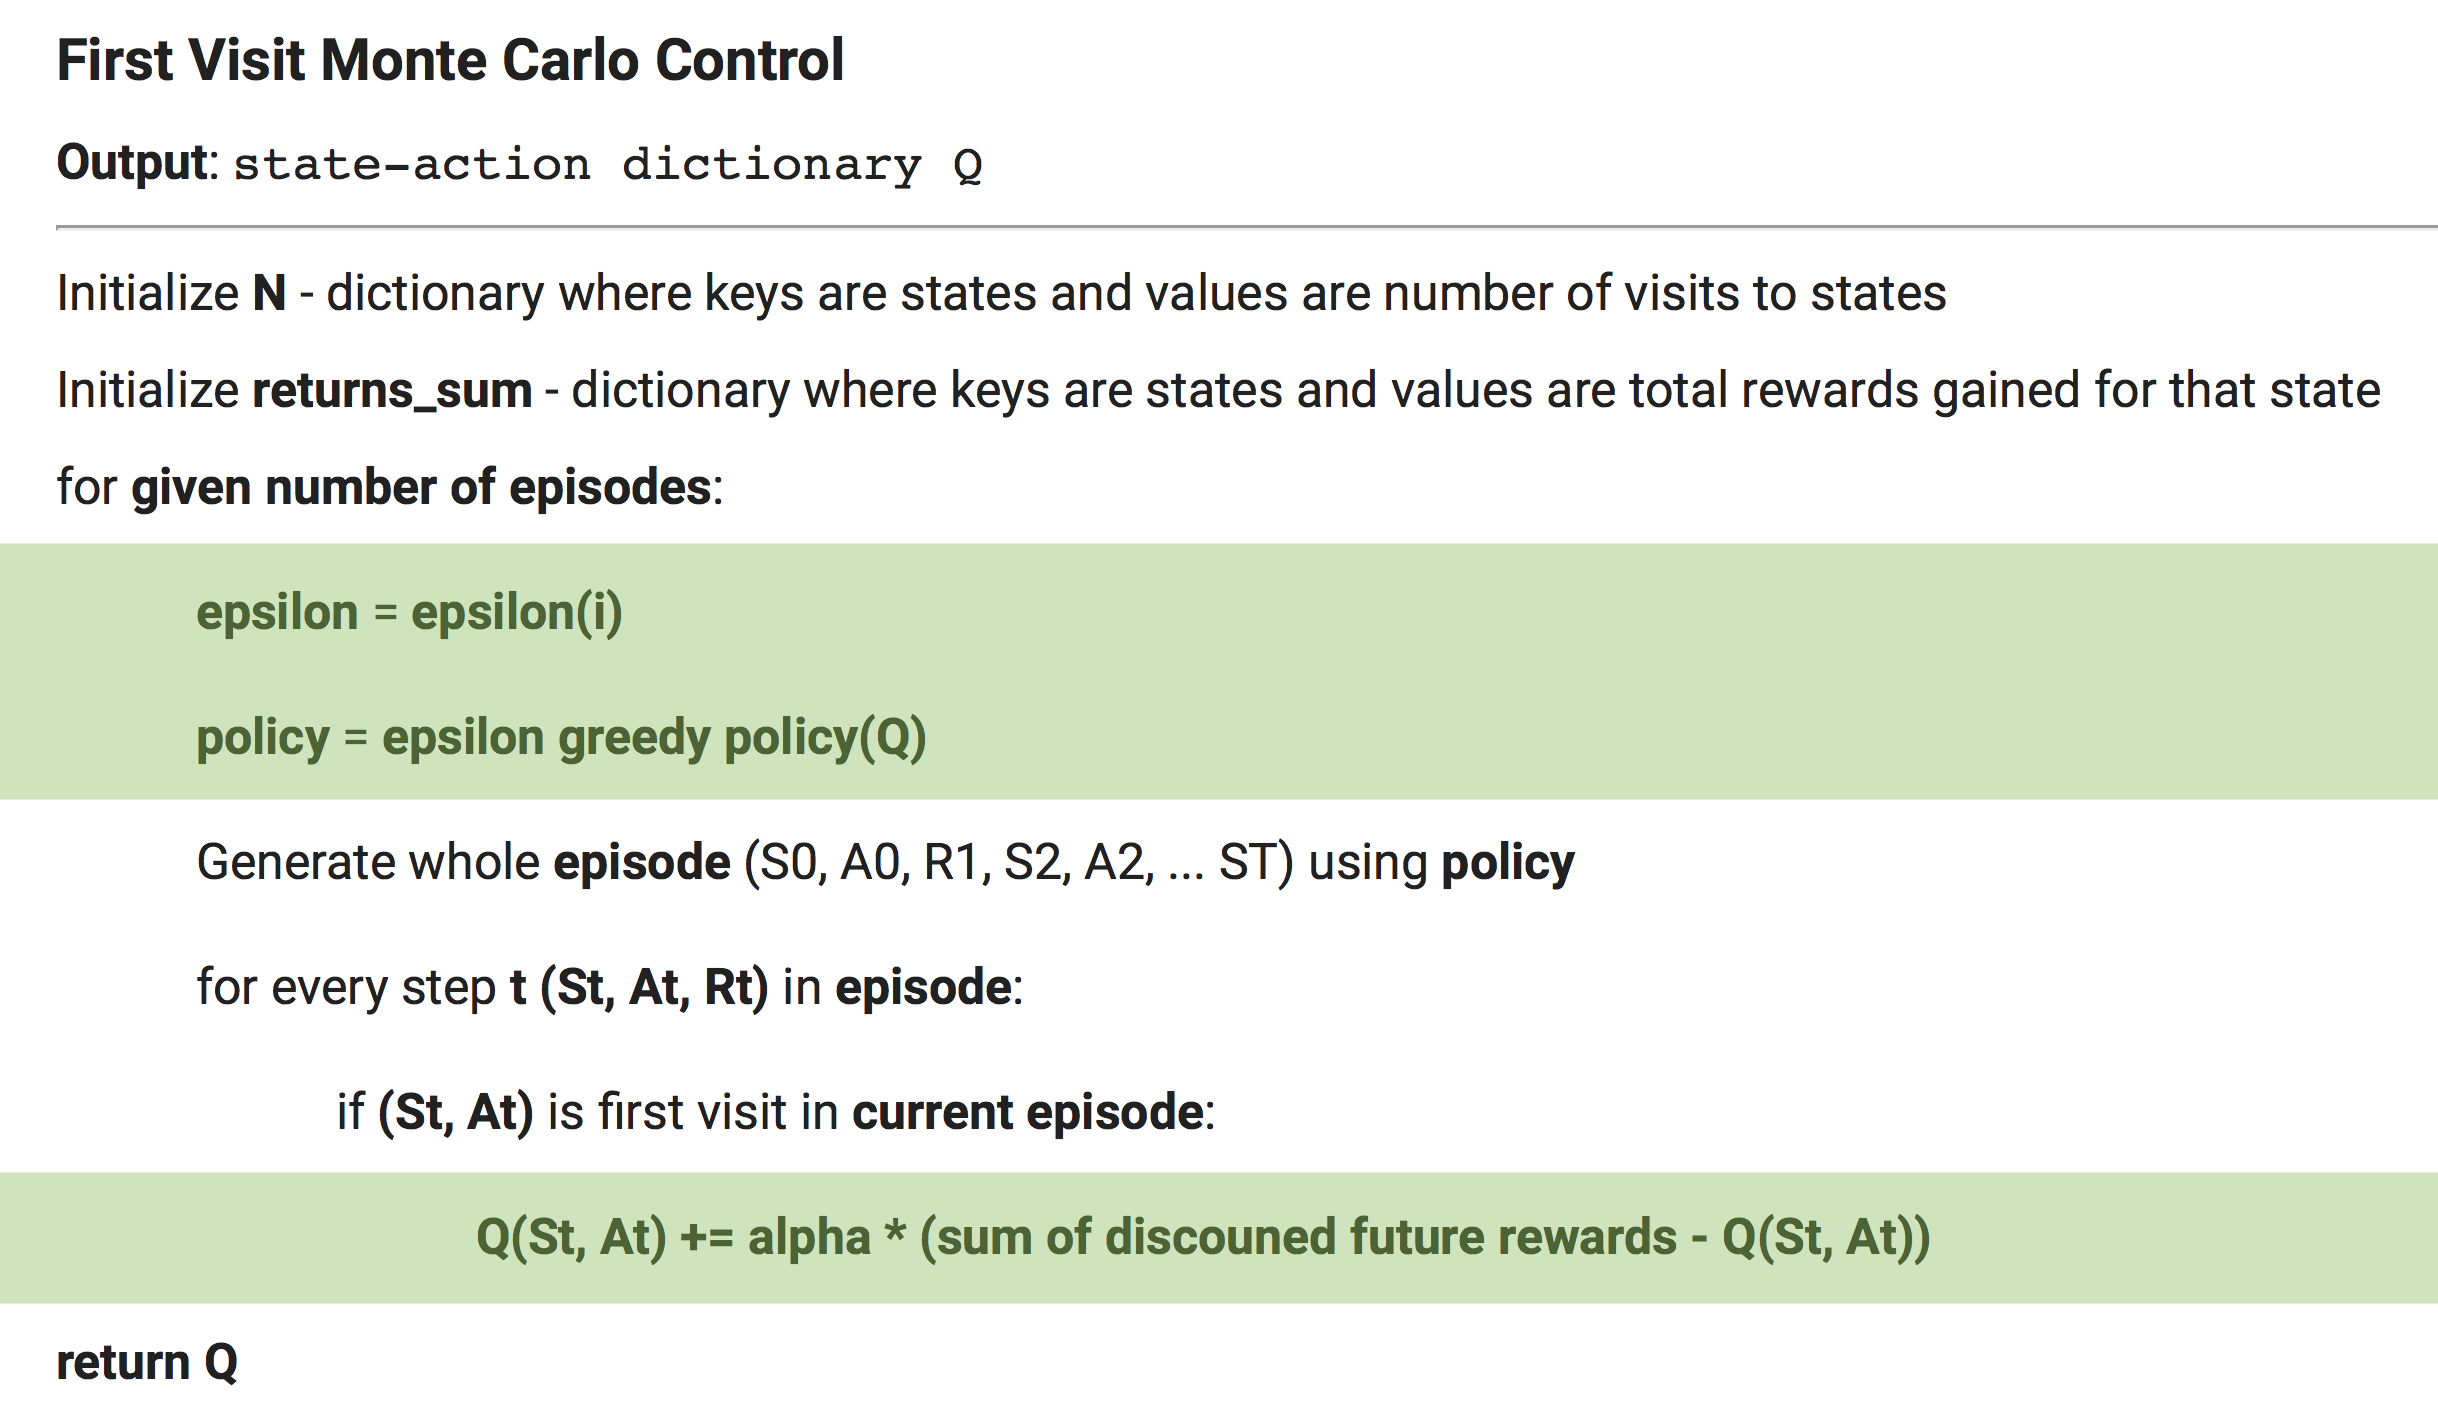 First Visit Monte Carlo Control
Output: state-action dictionary Q
Initialize N - dictionary where keys are states and values are number of visits to states
Initialize returns_sum - dictionary where keys are states and values are total rewards gained for that state
for given number of episodes:
epsilon = epsilon(i)
policy = epsilon greedy policy(Q)
Generate whole episode (S0, A0, R1, S2, A2, ... ST) using policy
for every step t (St, At, Rt) in episode:
if (St, At) is first visit in current episode:
Q(St, At) += alpha * (sum of discouned future rewards - Q(St, At))
return Q